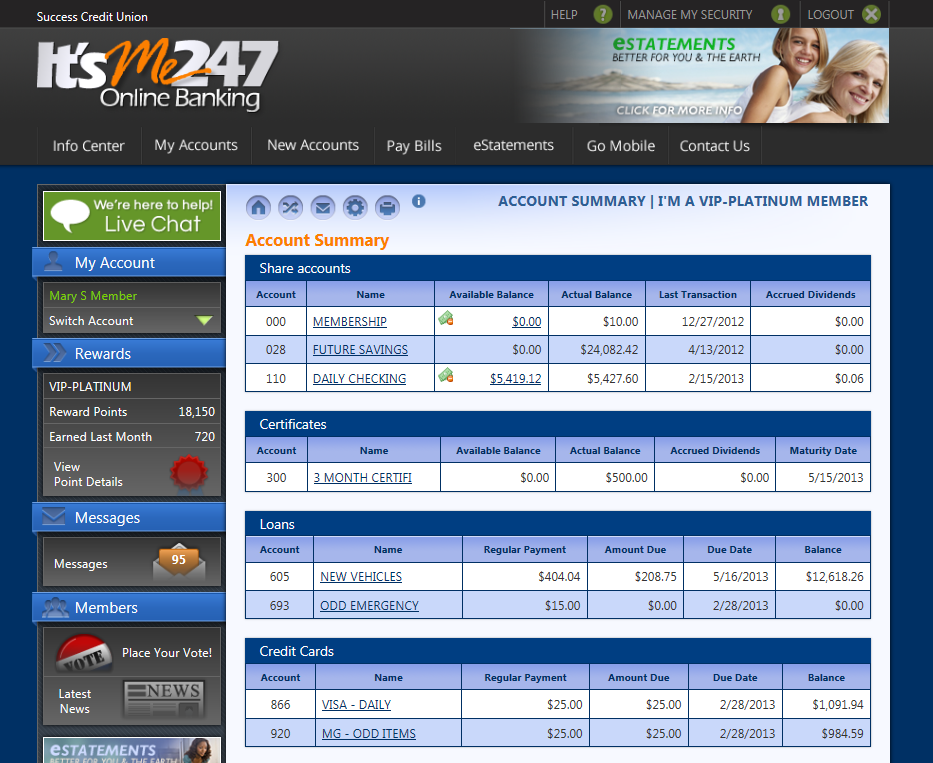 Success Credit Union
HELP ? MANAGE MY SECURITY LOGOUT X
It'sMe247
Online Banking
eSTATEMENTS
BETTER FOR YOU & THE EARTH
CLICK FOR MORE INFO
Info Center My Accounts New Accounts Pay Bills eStatements Go Mobile Contact Us
We're here to help!
Live Chat
My Account
Mary S Member
Switch Account
Rewards
VIP-PLATINUM
Reward Points 18,150
Earned Last Month 720
View
Point Details
Messages
Messages 95
Members
VOTE Place Your Vote!
Latest
News
NEWS
eSTATEMENTS
BETTER FOR YOU & THE EARTH
i
ACCOUNT SUMMARY | I'M A VIP-PLATINUM MEMBER
Account Summary
Share accounts
Account Name Available Balance Actual Balance Last Transaction Accrued Dividends
000 MEMBERSHIP $0.00 $10.00 12/27/2012 $0.00
028 FUTURE SAVINGS $0.00 $24,082.42 4/13/2012 $0.00
110 DAILY CHECKING $5,419.12 $5,427.60 2/15/2013 $0.06
Certificates
Account Name Available Balance Actual Balance Accrued Dividends Maturity Date
300 3 MONTH CERTIFI $0.00 $500.00 $0.00 5/15/2013
Loans
Account Name Regular Payment Amount Due Due Date Balance
605 NEW VEHICLES $404.04 $208.75 5/16/2013 $12,618.26
693 ODD EMERGENCY $15.00 $0.00 2/28/2013 $0.00
Credit Cards
Account Name Regular Payment Amount Due Due Date Balance
866 VISA - DAILY $25.00 $25.00 2/28/2013 $1,091.94
920 MG - ODD ITEMS $25.00 $25.00 2/28/2013 $984.59